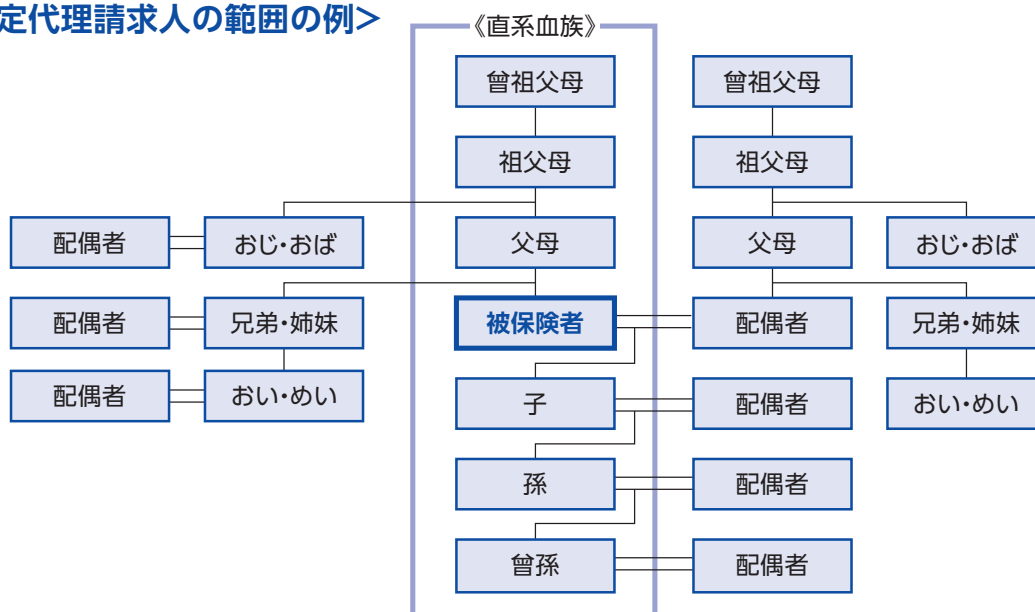 定代理請求人の範囲の例>
《直系血族》
曾祖父母 曾祖父母
祖父母 祖父母
配偶者 おじ・おば 父母 父母 おじ・おば
配偶者 兄弟・姉妹 被保険者 配偶者 兄弟・姉妹
配偶者 おい・めい 子 配偶者 おい・めい
孫 配偶者
曾孫 配偶者